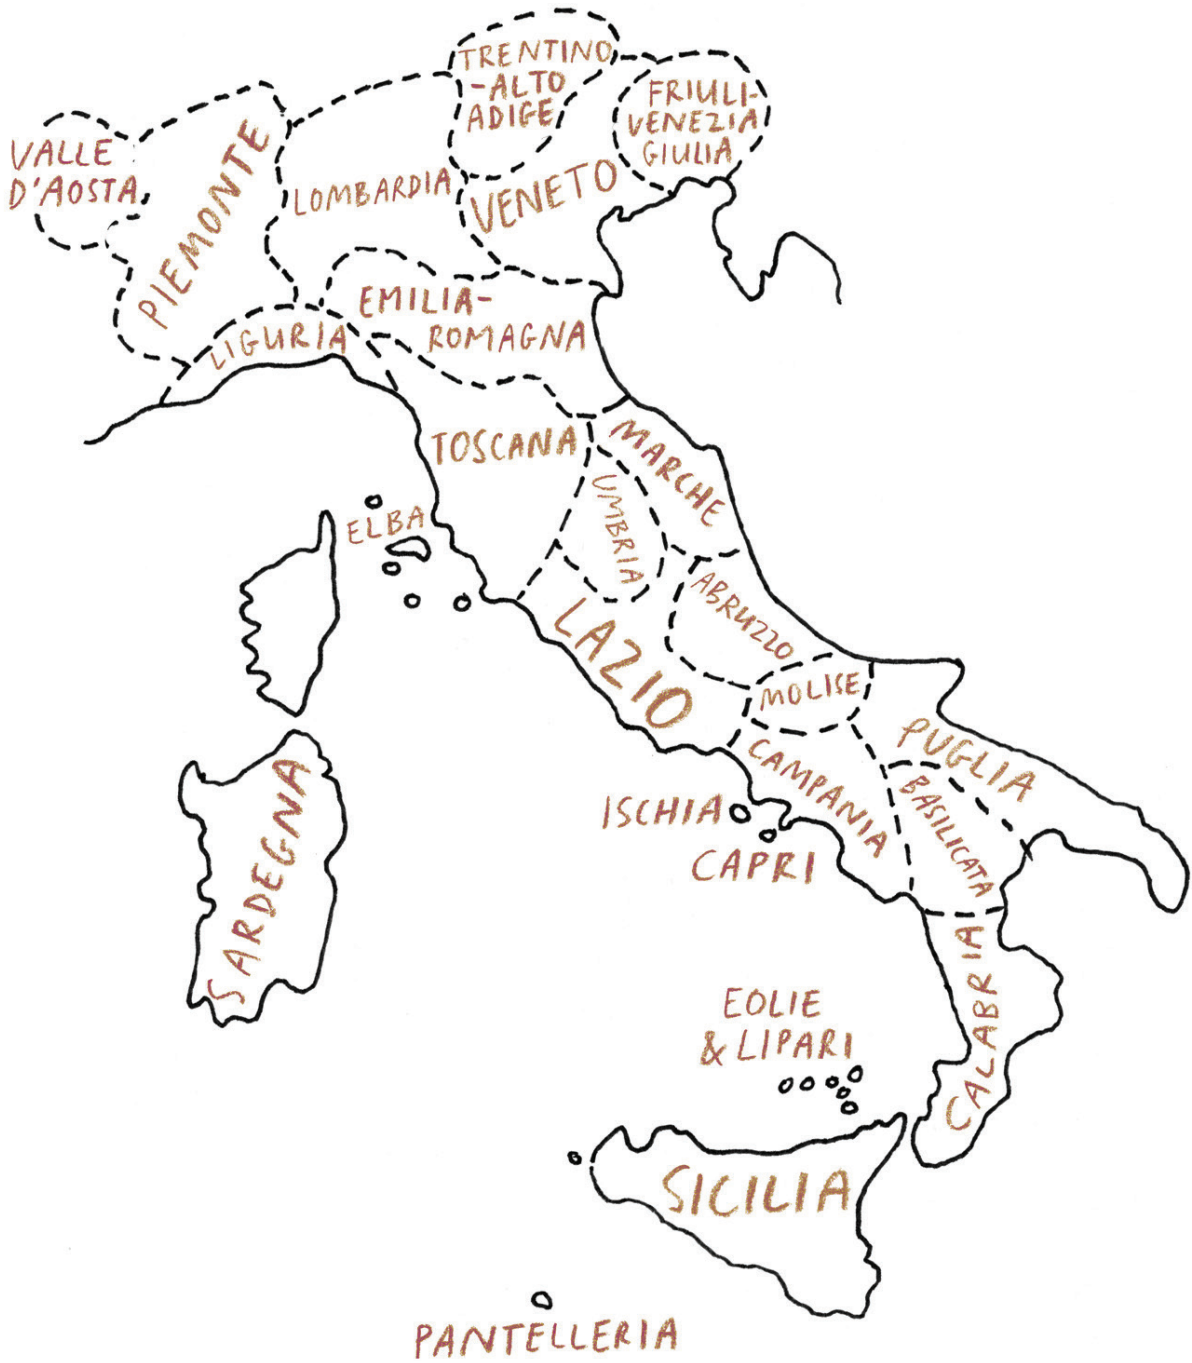 TRENTINO
-ALTO
ADIGE
FRIULI-
VENEZIA
GIULIA
VALLE
D'AOSTA
PIEMONTE
LOMBARDIA
VENETO
EMILIA-
ROMAGNA
LIGURIA
TOSCANA
MARCHE
UMBRIA
ELBA
LAZIO
ABRUZZO
MOLISE
PUGLIA
CAMPANIA
BASILICATA
ISCHIA
CAPRI
SARDEGNA
CALABRIA
EOLIE
& LIPARI
SICILIA
PANTELLERIA